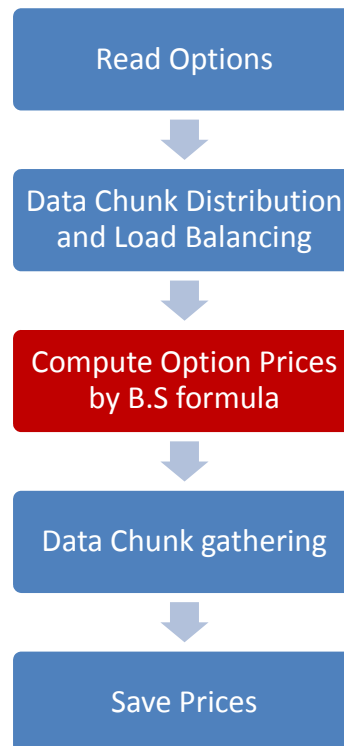 Read Options
Data Chunk Distribution
and Load Balancing
Compute Option Prices
by B.S formula
Data Chunk gathering
Save Prices